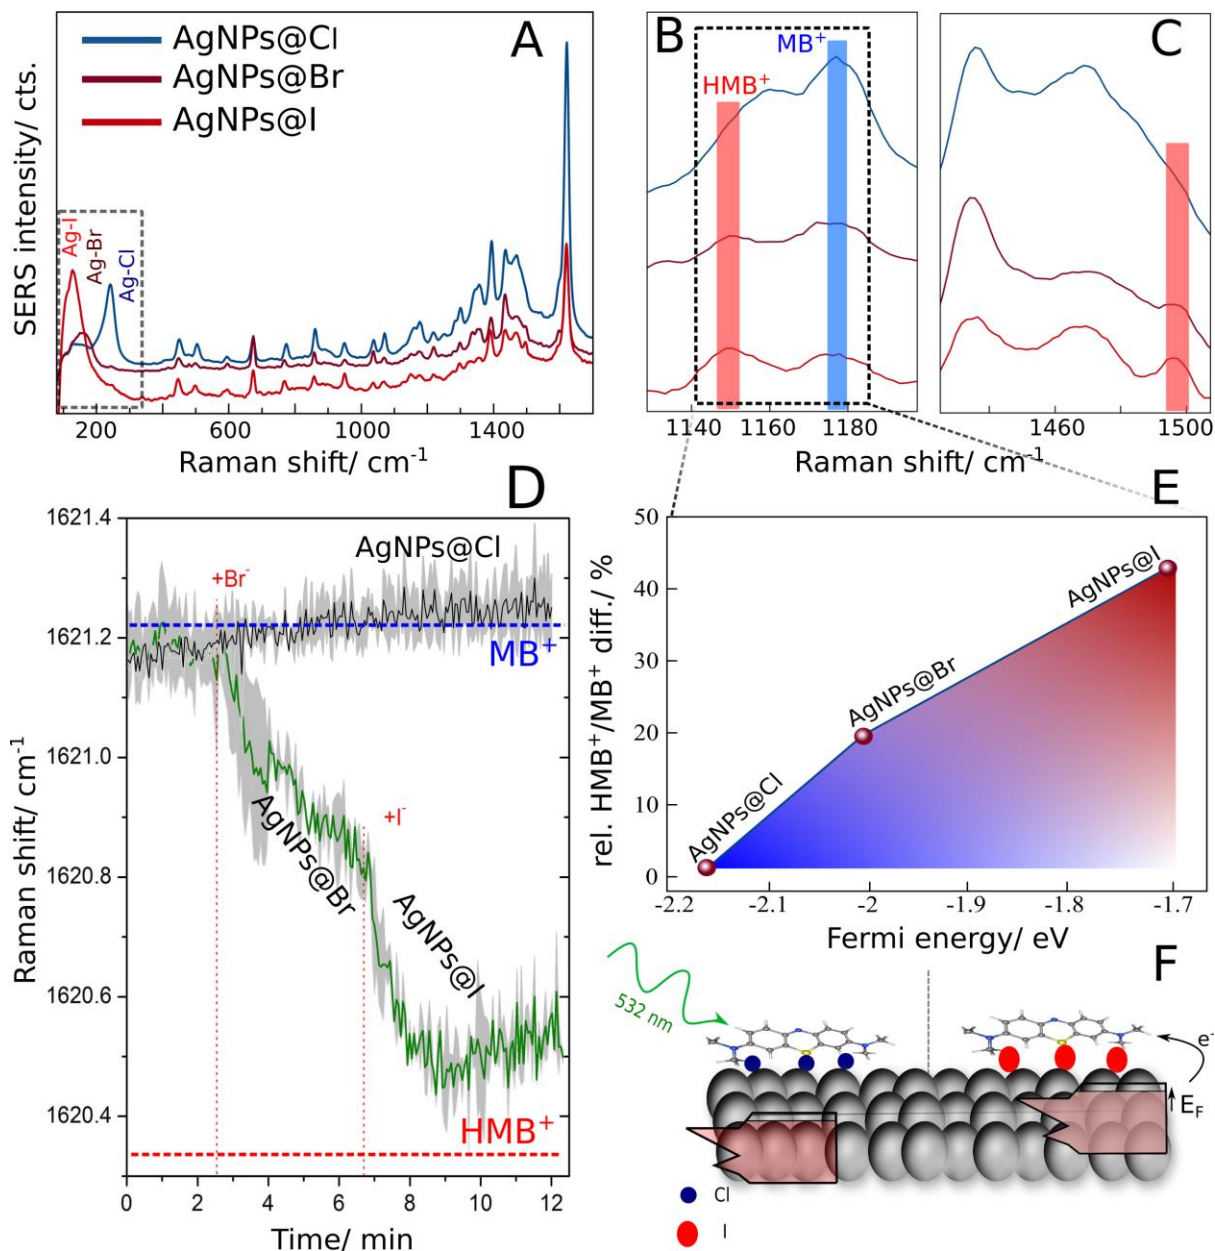 A
AgNPs@Cl
AgNPs@Br
AgNPs@I
SERS intensity/ cts.
Ag-I
Ag-Br
Ag-Cl
200 600 1000 1400
Raman shift/ cm⁻¹
B
MB⁺
HMB⁺
1140 1160 1180
C
1460 1500
Raman shift/ cm⁻¹
D
1621.4
1621.2
1621.0
1620.8
1620.6
1620.4
Raman shift/ cm⁻¹
AgNPs@Cl
+Br⁻
MB⁺
AgNPs@Br
+I⁻
AgNPs@I
HMB⁺
0 2 4 6 8 10 12
Time/ min
E
50
40
30
20
10
0
rel. HMB⁺/MB⁺ diff./ %
AgNPs@Cl
AgNPs@Br
AgNPs@I
-2.2 -2.1 -2 -1.9 -1.8 -1.7
Fermi energy/ eV
F
532 nm
e⁻
E_F
Cl
I